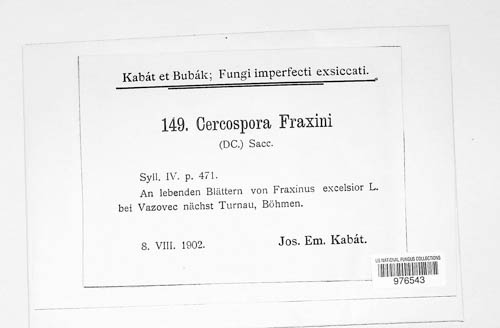 Kabát et Bubák; Fungi imperfecti exsiccati.
149. Cercospora Fraxini
(DC.) Sacc.
Syll. IV. p. 471.
An lebenden Blättern von Fraxinus excelsior L.
bei Vazovec nächst Turnau, Böhmen.
8. VIII. 1902. Jos. Em. Kabát.
US NATIONAL FUNGUS COLLECTIONS
976543